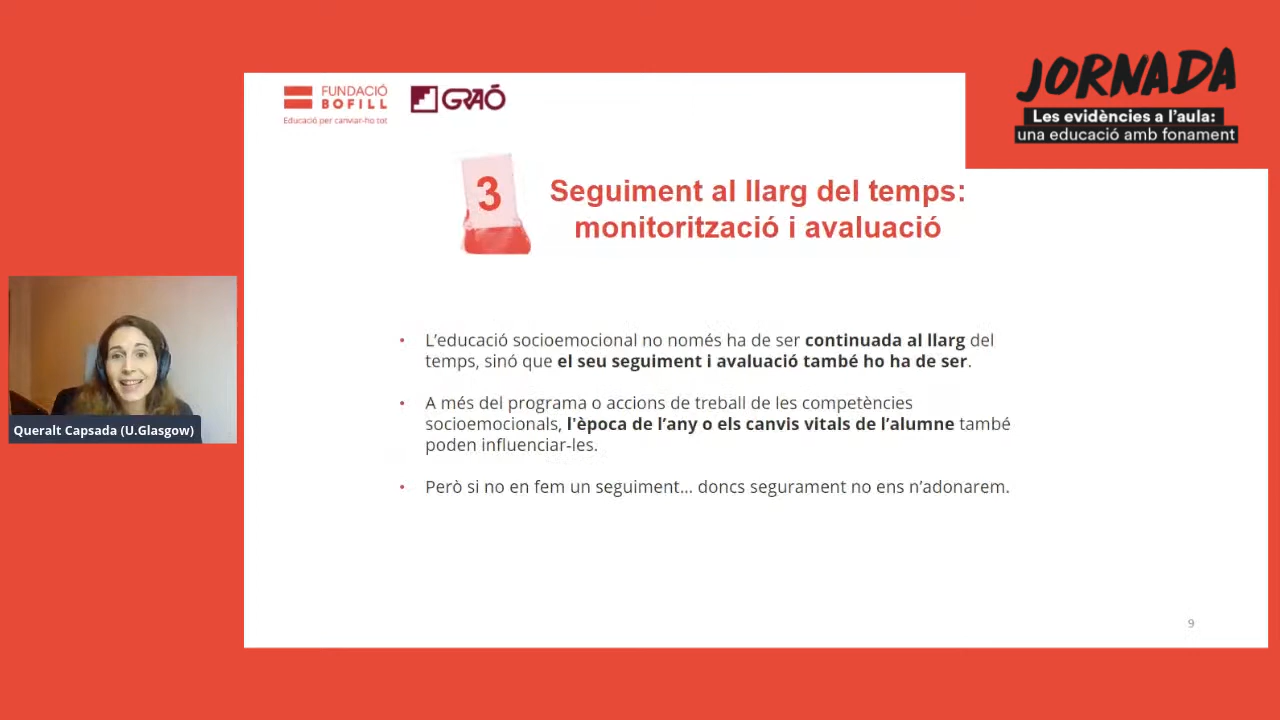 FUNDACIÓ
BOFILL
Educació per canviar-ho tot
GRAÓ
JORNADA
Les evidències a l'aula:
una educació amb fonament
3
Seguiment al llarg del temps:
monitorització i avaluació
• L'educació socioemocional no només ha de ser continuada al llarg del
temps, sinó que el seu seguiment i avaluació també ho ha de ser.
• A més del programa o accions de treball de les competències
socioemocionals, l'època de l'any o els canvis vitals de l'alumne també
poden influenciar-les.
• Però si no en fem un seguiment... doncs segurament no ens n'adonarem.
Queralt Capsada (U.Glasgow)
9